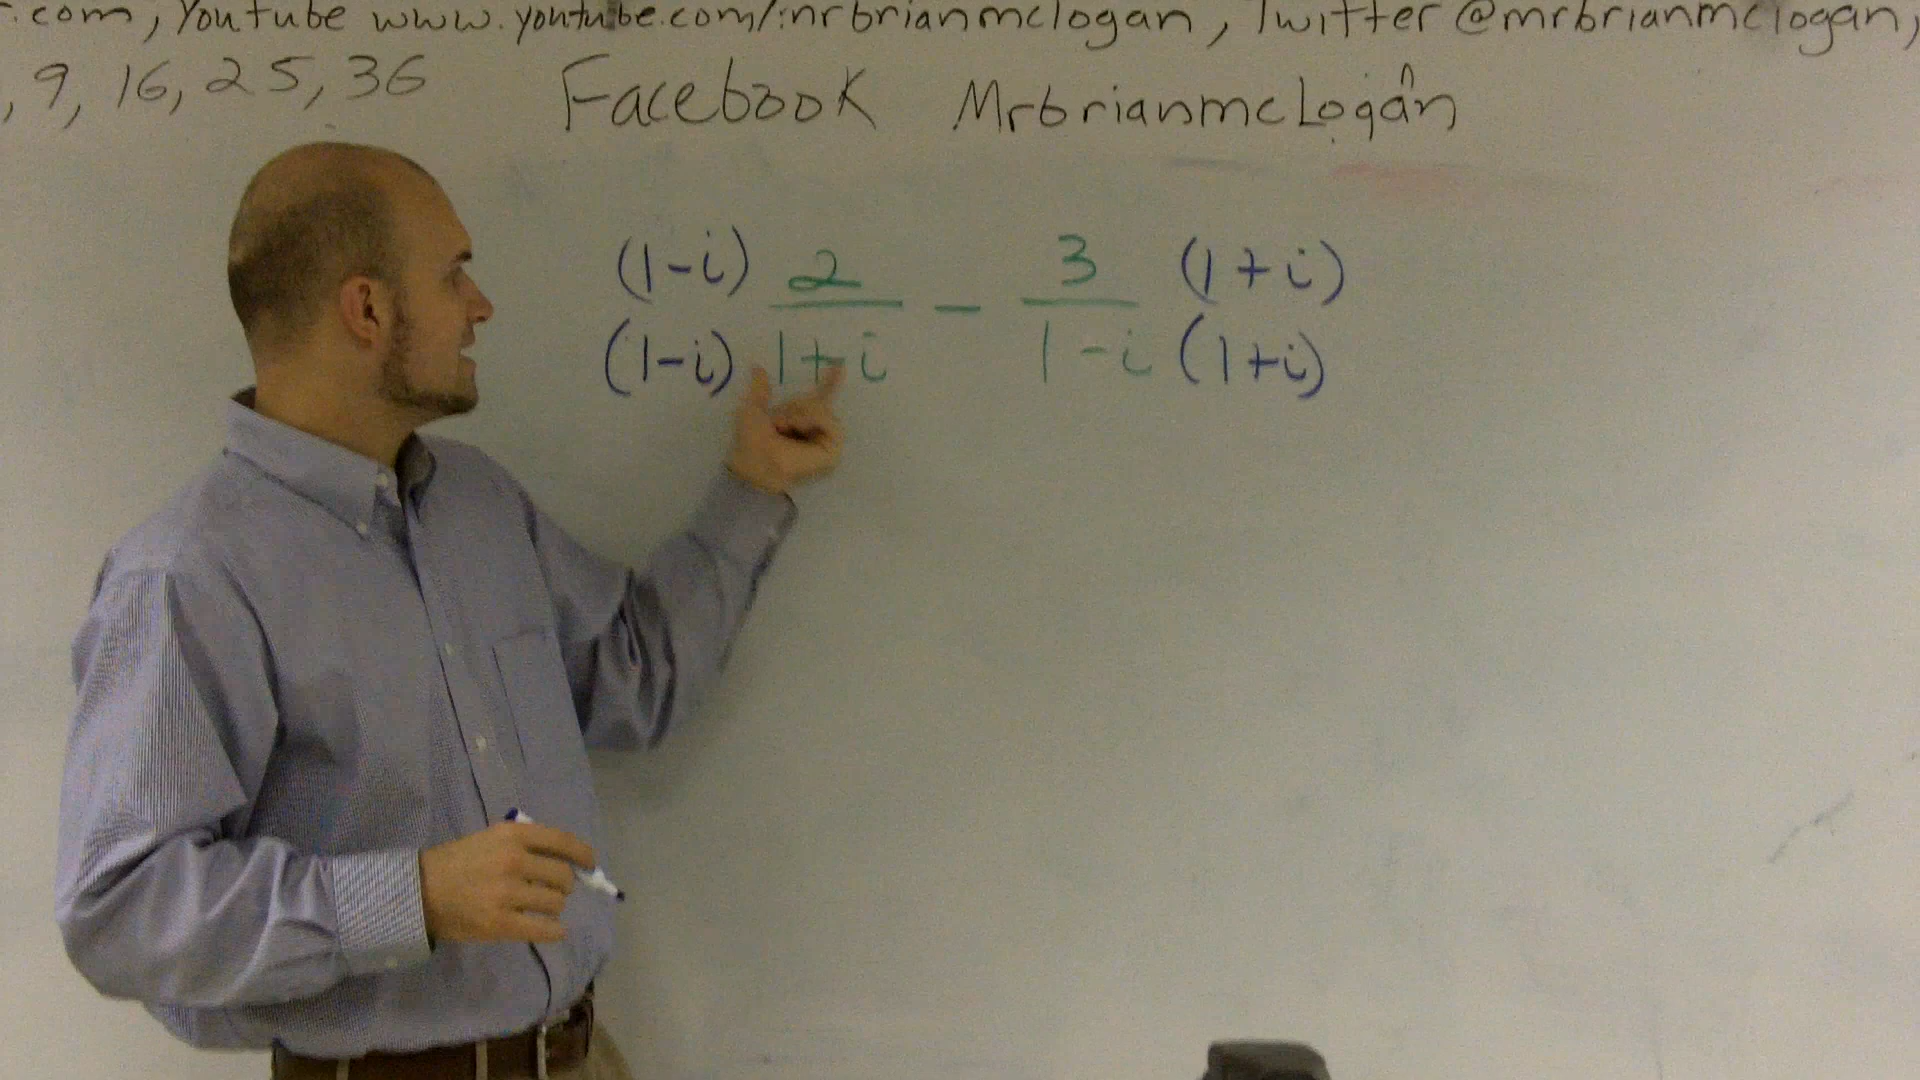 .com, Youtube www.youtube.com/mrbrianmclogan, Twitter @mrbrianmclogan,
, 9, 16, 25, 36 Facebook MrbrianmcLogan
(1-i) 2 - 3 (1+i)
(1-i) 1+i 1-i (1+i)